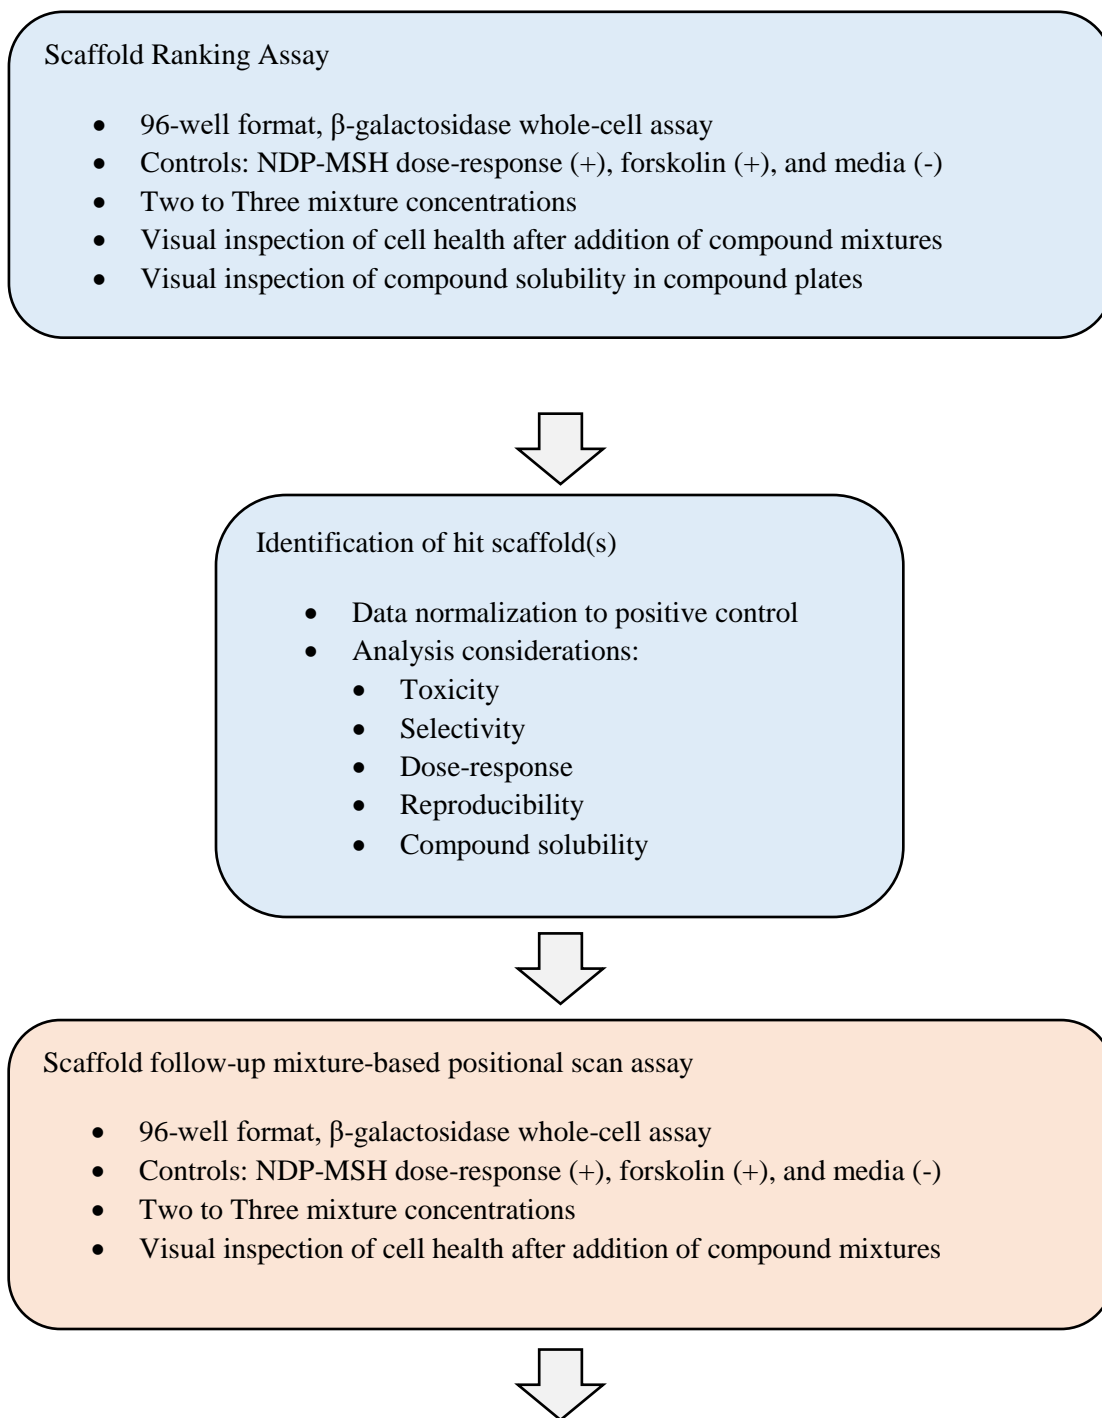 Scaffold Ranking Assay
• 96-well format, β-galactosidase whole-cell assay
• Controls: NDP-MSH dose-response (+), forskolin (+), and media (-)
• Two to Three mixture concentrations
• Visual inspection of cell health after addition of compound mixtures
• Visual inspection of compound solubility in compound plates
Identification of hit scaffold(s)
• Data normalization to positive control
• Analysis considerations:
• Toxicity
• Selectivity
• Dose-response
• Reproducibility
• Compound solubility
Scaffold follow-up mixture-based positional scan assay
• 96-well format, β-galactosidase whole-cell assay
• Controls: NDP-MSH dose-response (+), forskolin (+), and media (-)
• Two to Three mixture concentrations
• Visual inspection of cell health after addition of compound mixtures